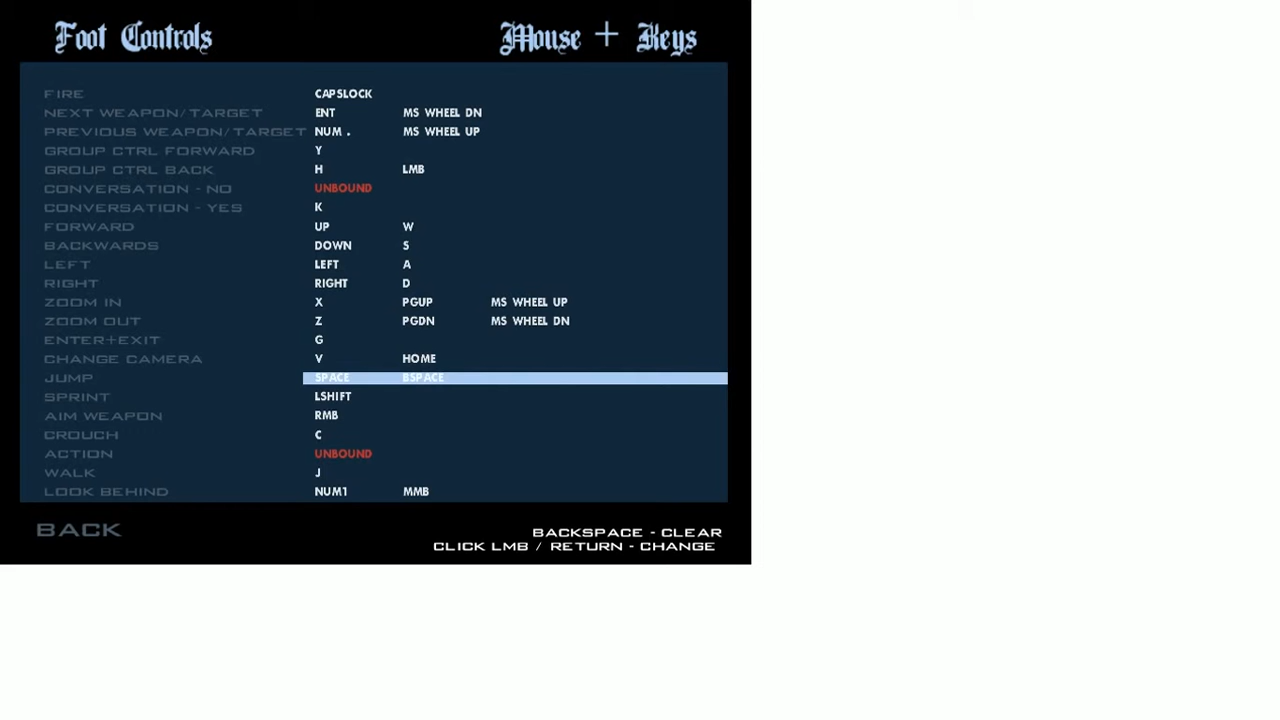 Foot Controls Mouse + Keys
FIRE CAPSLOCK
NEXT WEAPON/TARGET ENT MS WHEEL DN
PREVIOUS WEAPON/TARGET NUM . MS WHEEL UP
GROUP CTRL FORWARD Y
GROUP CTRL BACK H LMB
CONVERSATION - NO UNBOUND
CONVERSATION - YES K
FORWARD UP W
BACKWARDS DOWN S
LEFT LEFT A
RIGHT RIGHT D
ZOOM IN X PGUP MS WHEEL UP
ZOOM OUT Z PGDN MS WHEEL DN
ENTER+EXIT G
CHANGE CAMERA V HOME
JUMP SPACE BSPACE
SPRINT LSHIFT
AIM WEAPON RMB
CROUCH C
ACTION UNBOUND
WALK J
LOOK BEHIND NUM1 MMB
BACK
BACKSPACE - CLEAR
CLICK LMB / RETURN - CHANGE